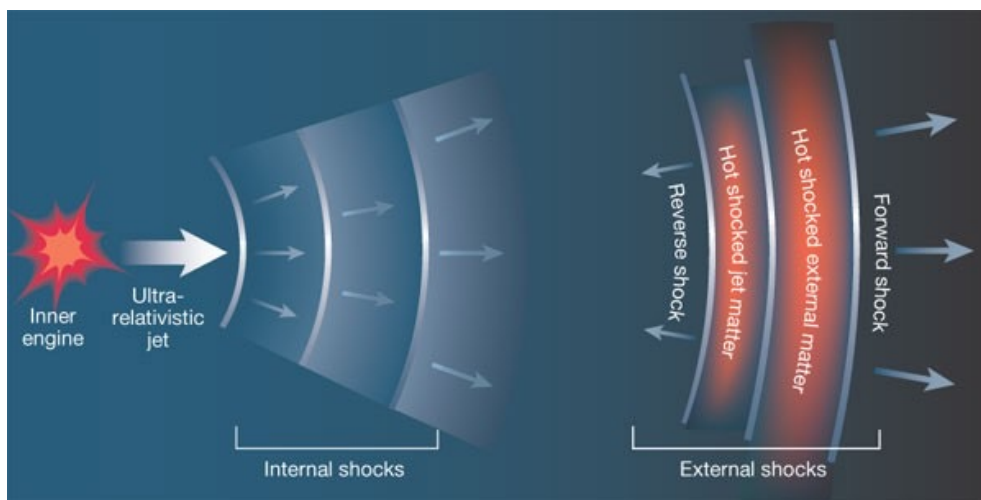 Inner
engine
Ultra-
relativistic
jet
Internal shocks
Reverse shock
Hot shocked jet matter
Hot shocked external matter
Forward shock
External shocks